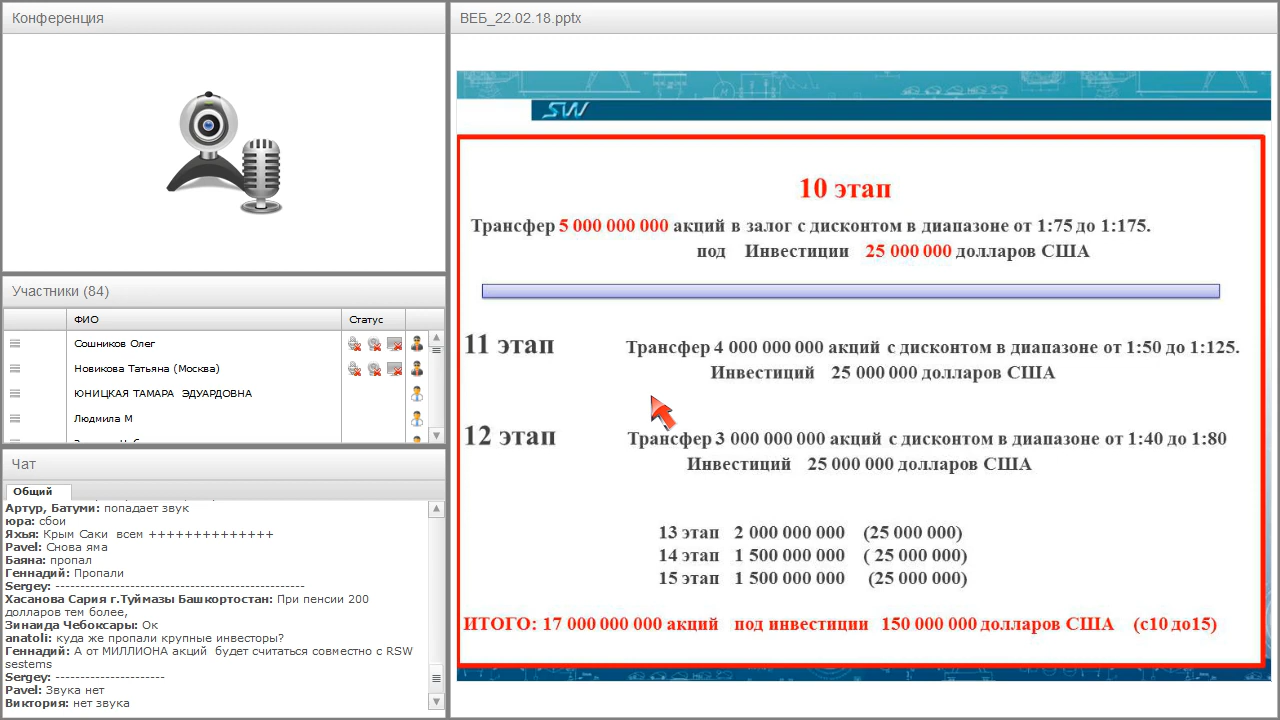 Конференция
Участники (84)
ФИО Статус
Сошников Олег
Новикова Татьяна (Москва)
ЮНИЦКАЯ ТАМАРА ЭДУАРДОВНА
Людмила М
Чат
Общий
Артур, Батуми: попадает звук
юра: сбои
Яхья: Крым Саки всем ++++++++++++++
Pavel: Снова яма
Баяна: пропал
Геннадий: Пропали
Sergey: --------------------------------------------------
Хасанова Сария г.Туймазы Башкортостан: При пенсии 200
долларов тем более,
Зинаида Чебоксары: Ок
anatoli: куда же пропали крупные инвесторы?
Геннадий: А от МИЛЛИОНА акций будет считаться совместно с RSW
sestems
Sergey: ----------------------
Pavel: Звука нет
Виктория: нет звука
ВЕБ_22.02.18.pptx
SW
10 этап
Трансфер 5 000 000 000 акций в залог с дисконтом в диапазоне от 1:75 до 1:175.
под Инвестиции 25 000 000 долларов США
11 этап Трансфер 4 000 000 000 акций с дисконтом в диапазоне от 1:50 до 1:125.
Инвестиций 25 000 000 долларов США
12 этап Трансфер 3 000 000 000 акций с дисконтом в диапазоне от 1:40 до 1:80
Инвестиций 25 000 000 долларов США
13 этап 2 000 000 000 (25 000 000)
14 этап 1 500 000 000 ( 25 000 000)
15 этап 1 500 000 000 (25 000 000)
ИТОГО: 17 000 000 000 акций под инвестиции 150 000 000 долларов США (с10 до15)